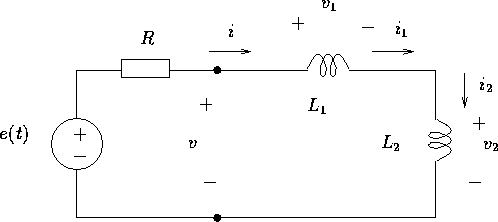 v₁
+ − i₁
i
R
i₂
+
L₁
+
e(t)
+
−
v
L₂
v₂
−
−